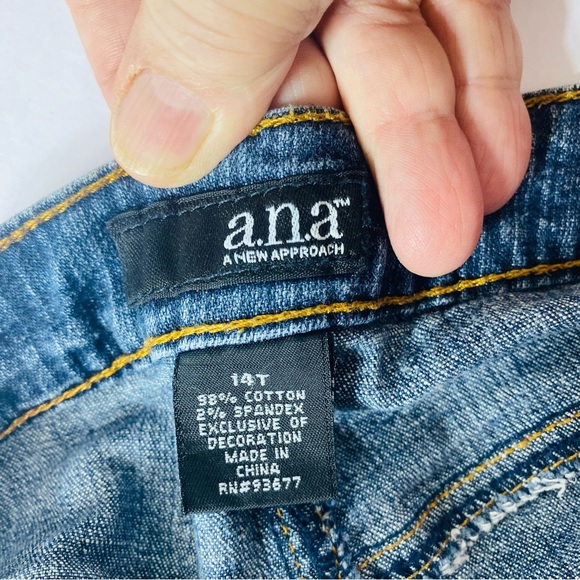 a.n.a™
A NEW APPROACH
14T
98% COTTON
2% SPANDEX
EXCLUSIVE OF
DECORATION
MADE IN
CHINA
RN#93677